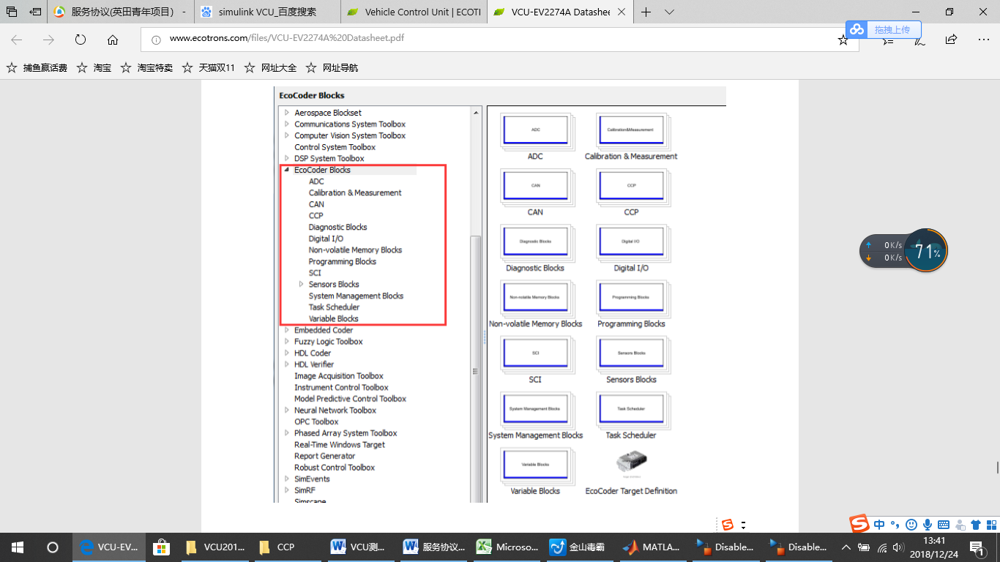 服务协议(英田青年项目)
simulink VCU_百度搜索
Vehicle Control Unit | ECOTI
VCU-EV2274A Datashee
www.ecotrons.com/files/VCU-EV2274A%20Datasheet.pdf
拖拽上传
捕鱼赢话费
淘宝
淘宝特卖
天猫双11
网址大全
网址导航
EcoCoder Blocks
Aerospace Blockset
Communications System Toolbox
Computer Vision System Toolbox
Control System Toolbox
DSP System Toolbox
EcoCoder Blocks
ADC
Calibration & Measurement
CAN
CCP
Diagnostic Blocks
Digital I/O
Non-volatile Memory Blocks
Programming Blocks
SCI
Sensors Blocks
System Management Blocks
Task Scheduler
Variable Blocks
Embedded Coder
Fuzzy Logic Toolbox
HDL Coder
HDL Verifier
Image Acquisition Toolbox
Instrument Control Toolbox
Model Predictive Control Toolbox
Neural Network Toolbox
OPC Toolbox
Phased Array System Toolbox
Real-Time Windows Target
Report Generator
Robust Control Toolbox
SimEvents
SimRF
Simscape
ADC
Calibration&Measurement
ADC
Calibration & Measurement
CAN
CCP
CAN
CCP
Diagnostic Blocks
Digital I/O
Diagnostic Blocks
Digital I/O
Non-volatile Memory Blocks
Programming Blocks
Non-volatile Memory Blocks
Programming Blocks
SCI
Sensors Blocks
SCI
Sensors Blocks
System Management Blocks
Task Scheduler
System Management Blocks
Task Scheduler
Variable Blocks
Variable Blocks
EcoCoder Target Definition
0K/s
0K/s
71%
中
VCU-EV...
VCU201...
CCP
VCU测...
服务协议...
Microso...
金山毒霸
MATLA...
Disable...
Disable...
13:41
2018/12/24
1